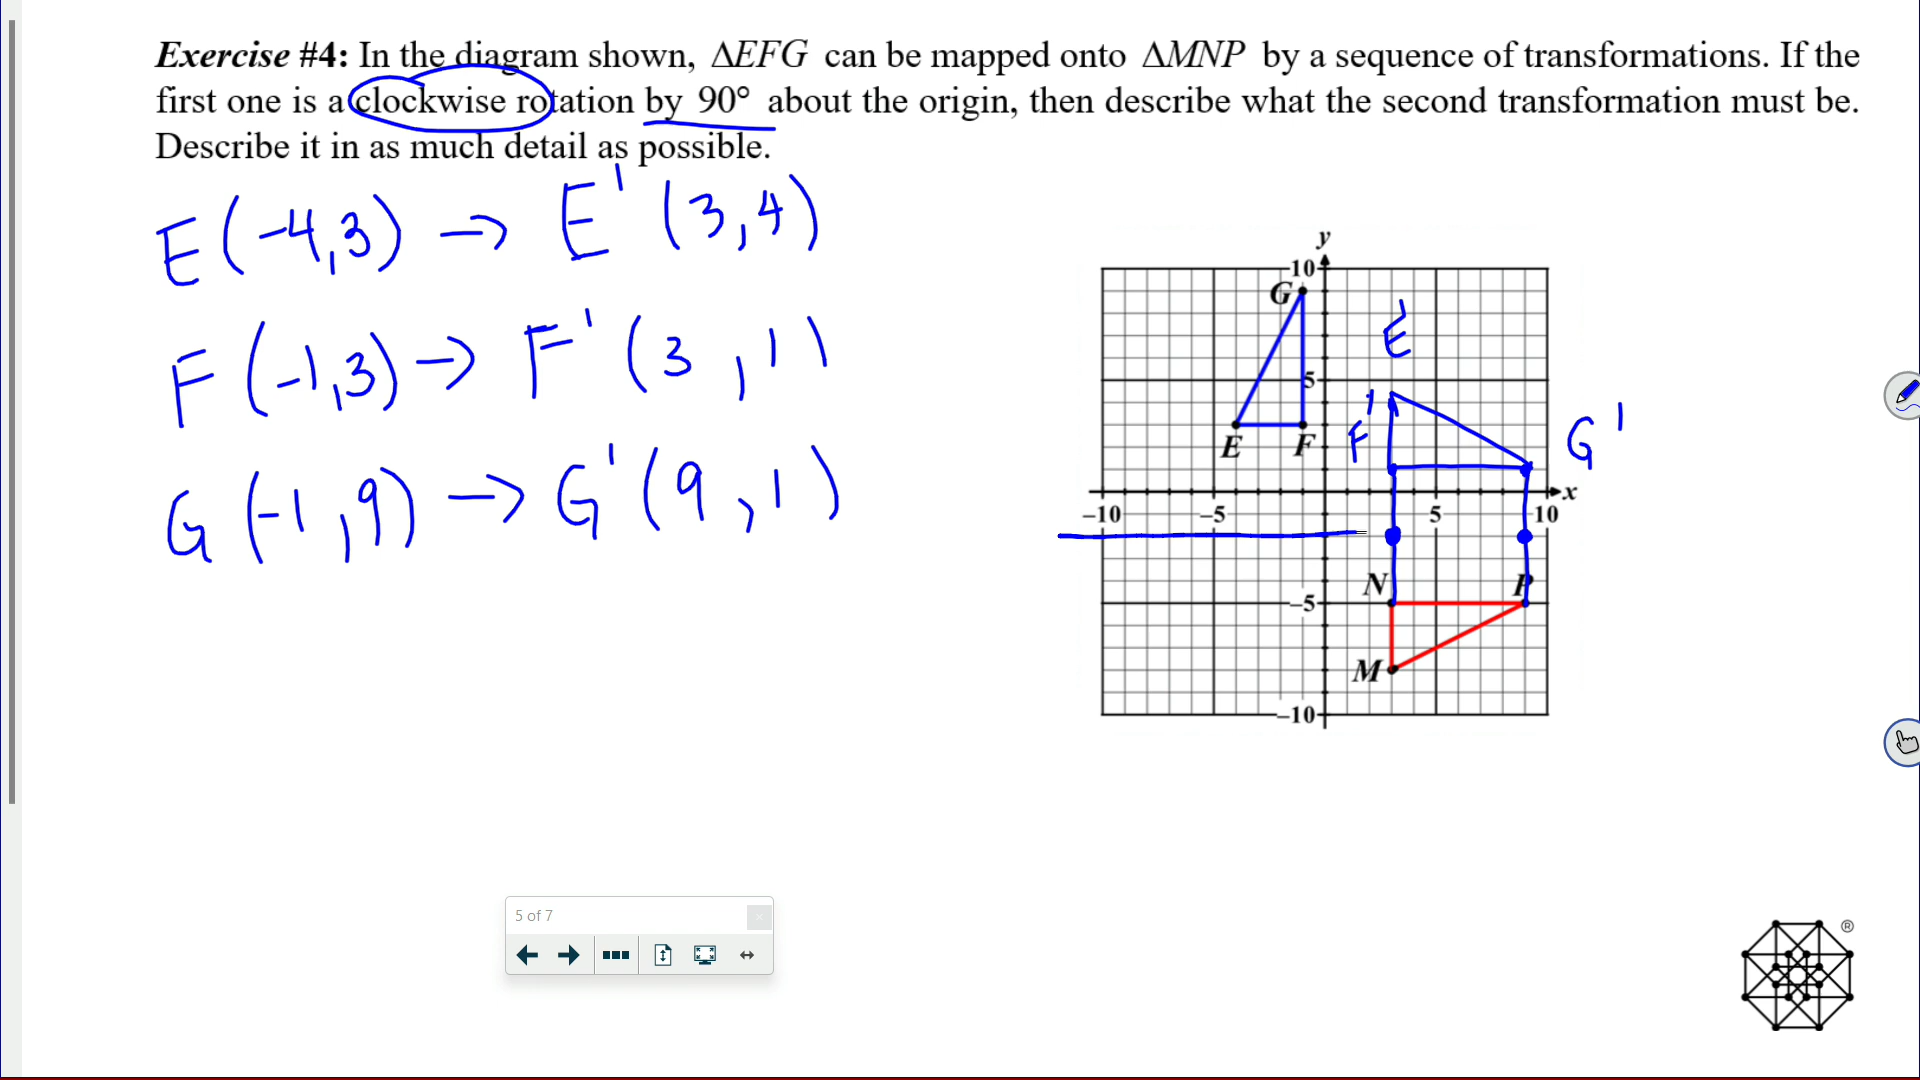 Exercise #4: In the diagram shown, ΔEFG can be mapped onto ΔMNP by a sequence of transformations. If the
first one is a clockwise rotation by 90° about the origin, then describe what the second transformation must be.
Describe it in as much detail as possible.
E(-4,3) → E'(3,4)
F(-1,3) → F'(3,1)
G(-1,9) → G'(9,1)
y
10
G
E'
5
F'
G'
E F
x
–10 –5 5 10
N P
–5
M
–10
5 of 7
®